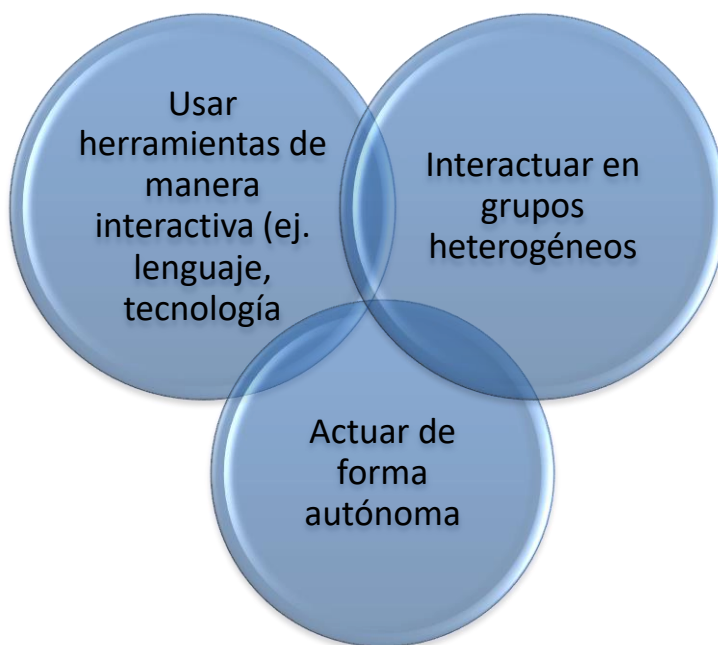 Usar
herramientas de
manera
interactiva (ej.
lenguaje,
tecnología
Interactuar en
grupos
heterogéneos
Actuar de
forma
autónoma